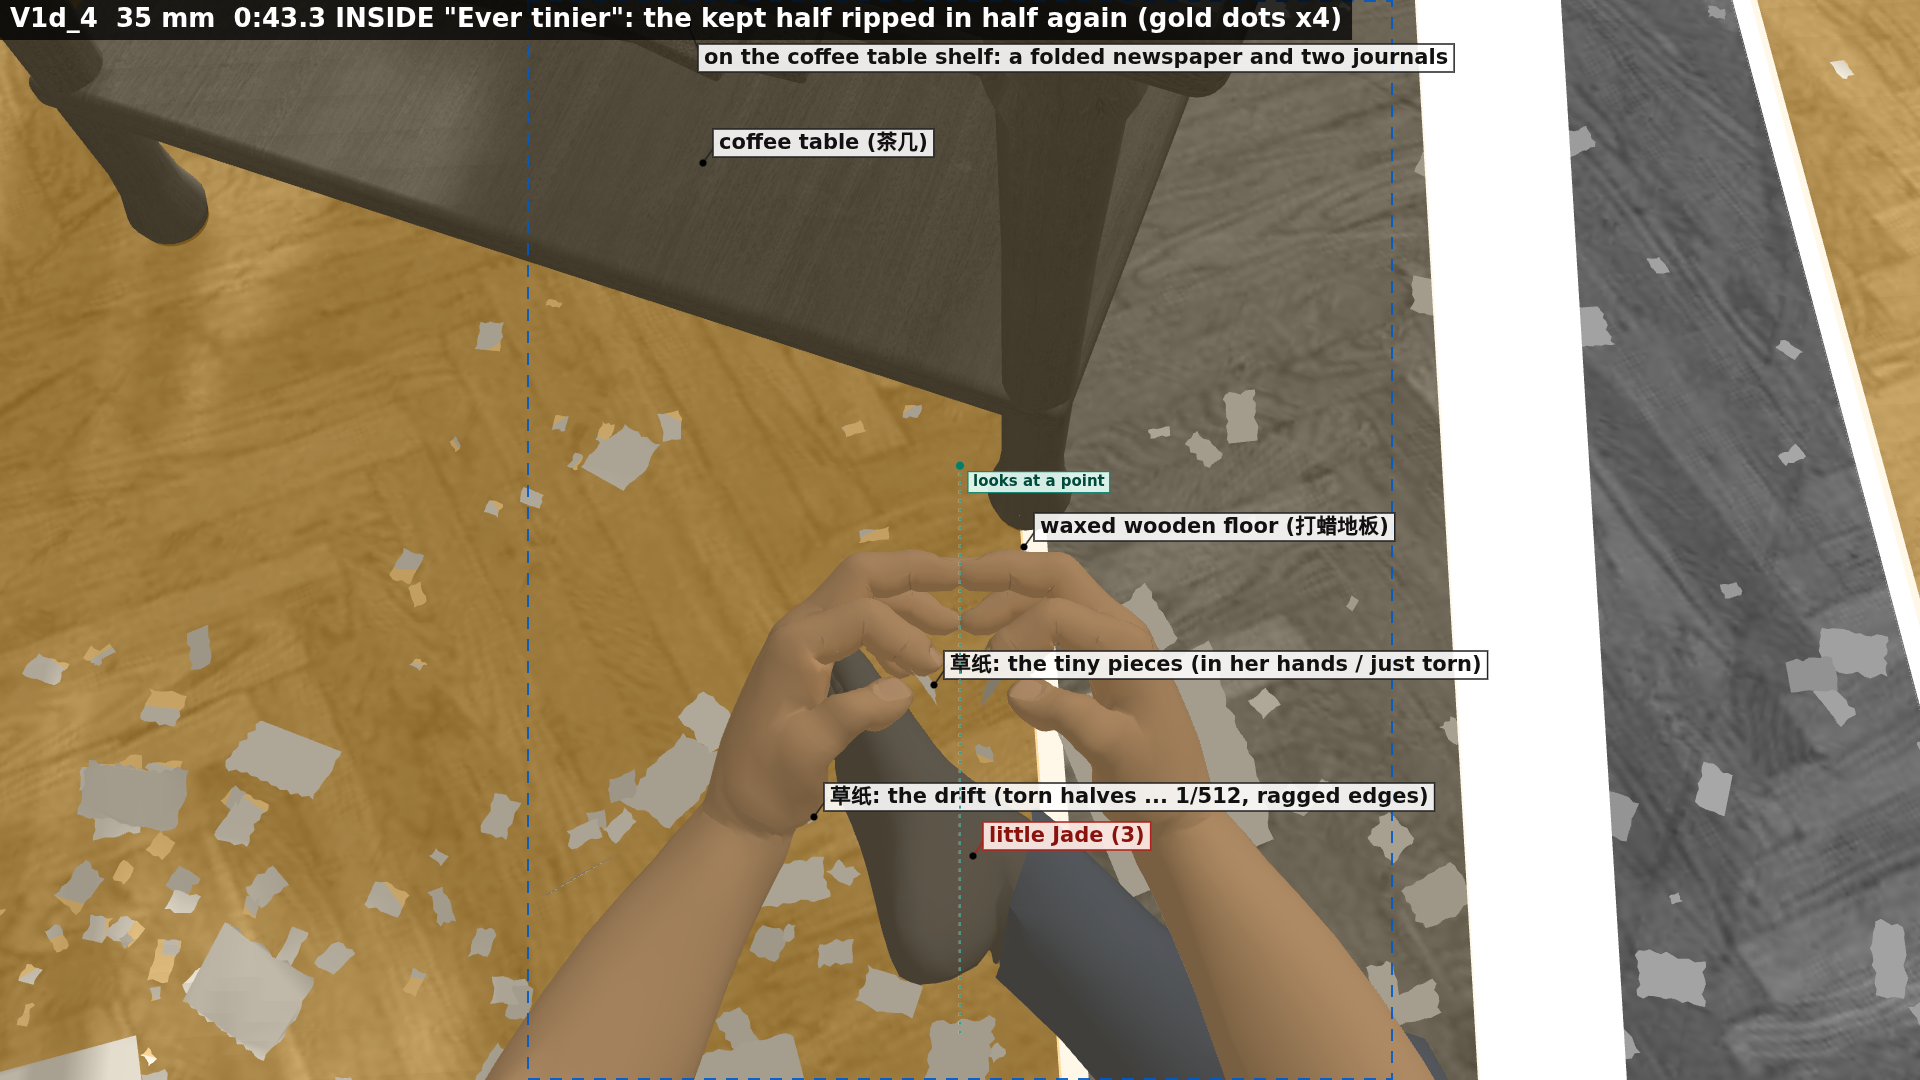 V1d_4  35 mm  0:43.3 INSIDE "Ever tinier": the kept half ripped in half again (gold dots x4)
on the coffee table shelf: a folded newspaper and two journals
coffee table (茶几)
looks at a point
waxed wooden floor (打蜡地板)
草纸: the tiny pieces (in her hands / just torn)
草纸: the drift (torn halves ... 1/512, ragged edges)
little Jade (3)